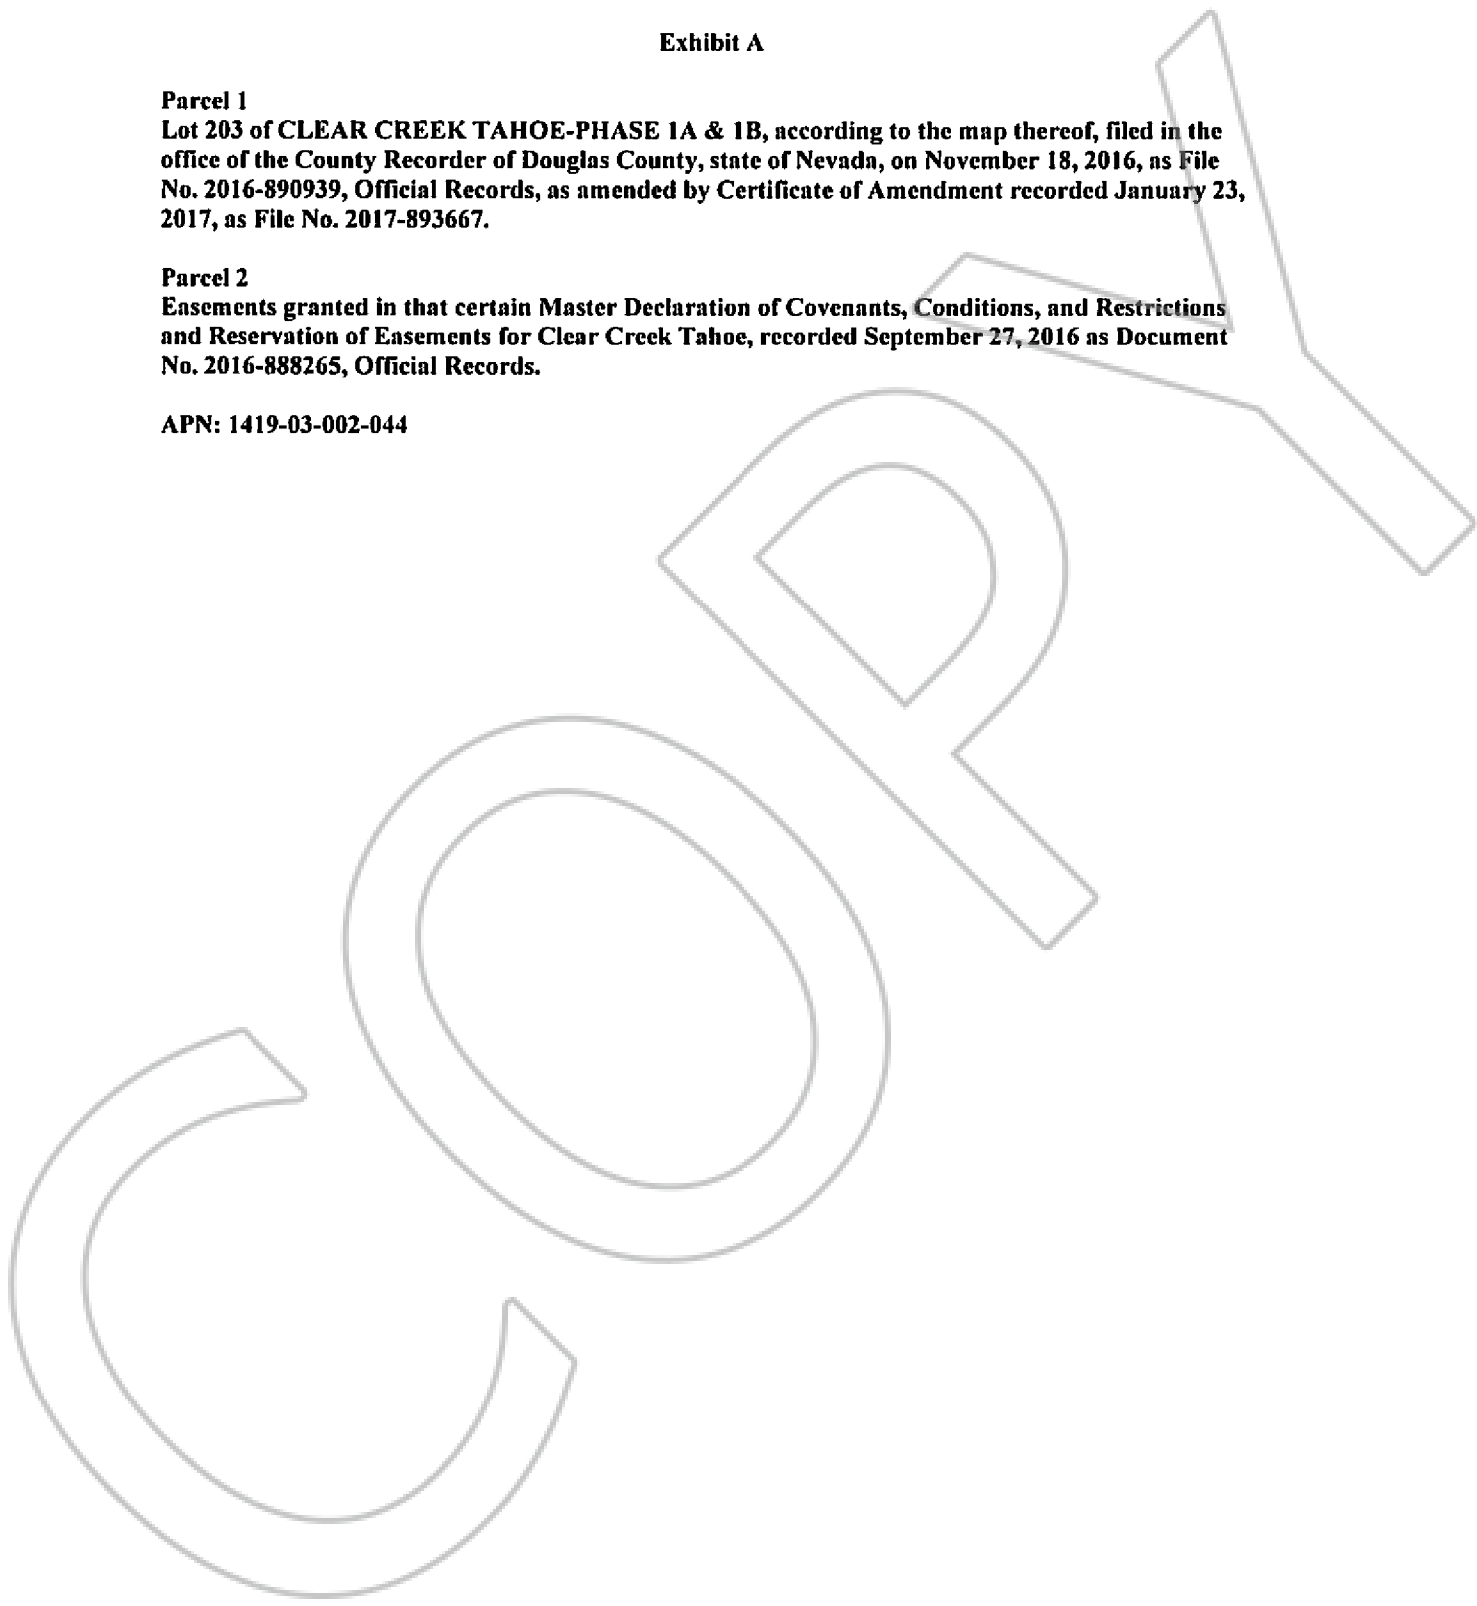 Exhibit A
Parcel 1
Lot 203 of CLEAR CREEK TAHOE-PHASE 1A & 1B, according to the map thereof, filed in the
office of the County Recorder of Douglas County, state of Nevada, on November 18, 2016, as File
No. 2016-890939, Official Records, as amended by Certificate of Amendment recorded January 23,
2017, as File No. 2017-893667.
Parcel 2
Easements granted in that certain Master Declaration of Covenants, Conditions, and Restrictions
and Reservation of Easements for Clear Creek Tahoe, recorded September 27, 2016 as Document
No. 2016-888265, Official Records.
APN: 1419-03-002-044
COPY